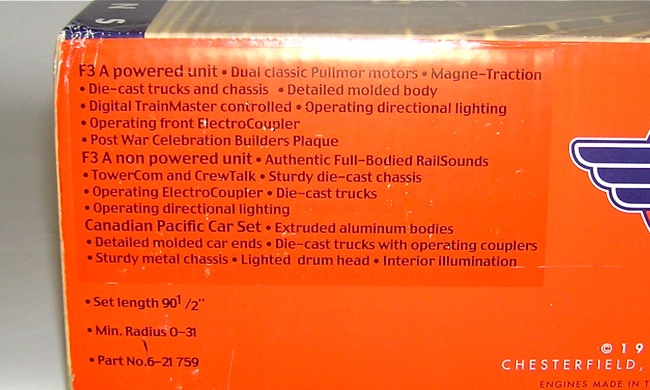 NS
F3 A powered unit • Dual classic Pullmor motors • Magne-Traction
• Die-cast trucks and chassis • Detailed molded body
• Digital TrainMaster controlled • Operating directional lighting
• Operating front ElectroCoupler
• Post War Celebration Builders Plaque
F3 A non powered unit • Authentic Full-Bodied RailSounds
• TowerCom and CrewTalk • Sturdy die-cast chassis
• Operating ElectroCoupler • Die-cast trucks
• Operating directional lighting
Canadian Pacific Car Set • Extruded aluminum bodies
• Detailed molded car ends • Die-cast trucks with operating couplers
• Sturdy metal chassis • Lighted drum head • Interior illumination
• Set length 90 1/2"
• Min. Radius 0-31
• Part No.6-21759
© 19
CHESTERFIELD,
ENGINES MADE IN T